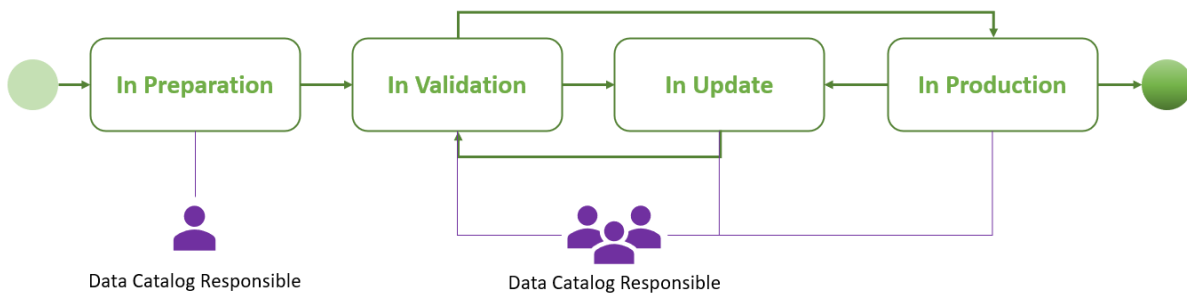 In Preparation
In Validation
In Update
In Production
Data Catalog Responsible
Data Catalog Responsible